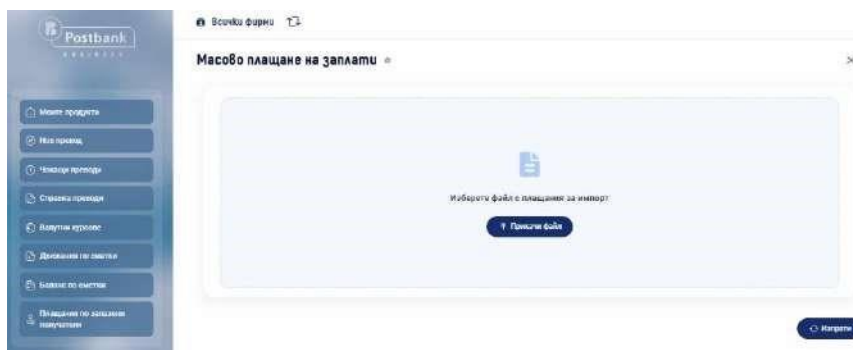 Postbank
BUSINESS
Моите продукти
Нов превод
Чакащи преводи
Справка преводи
Валутни курсове
Движения по сметки
Баланс по сметки
Плащания по запазени
получатели
Всички фирми
Масово плащане на заплати
Изберете файл с плащания за импорт
Прикачи файл
Изпрати